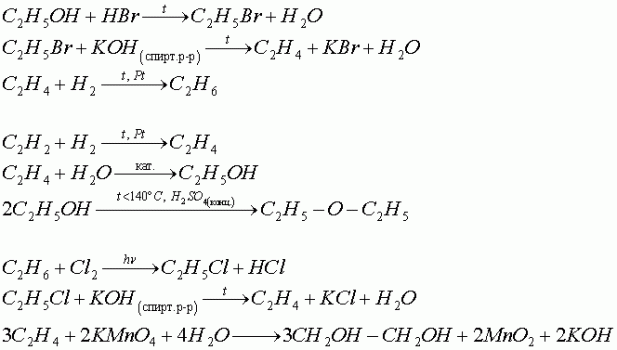 C₂H₅OH + HBr —t→ C₂H₅Br + H₂O
C₂H₅Br + KOH₍спирт.р-р₎ —t→ C₂H₄ + KBr + H₂O
C₂H₄ + H₂ —t, Pt→ C₂H₆
C₂H₂ + H₂ —t, Pt→ C₂H₄
C₂H₄ + H₂O —кат.→ C₂H₅OH
2C₂H₅OH —t<140°C, H₂SO₄₍конц₎→ C₂H₅ – O – C₂H₅
C₂H₆ + Cl₂ —hν→ C₂H₅Cl + HCl
C₂H₅Cl + KOH₍спирт.р-р₎ —t→ C₂H₄ + KCl + H₂O
3C₂H₄ + 2KMnO₄ + 4H₂O ⟶ 3CH₂OH – CH₂OH + 2MnO₂ + 2KOH